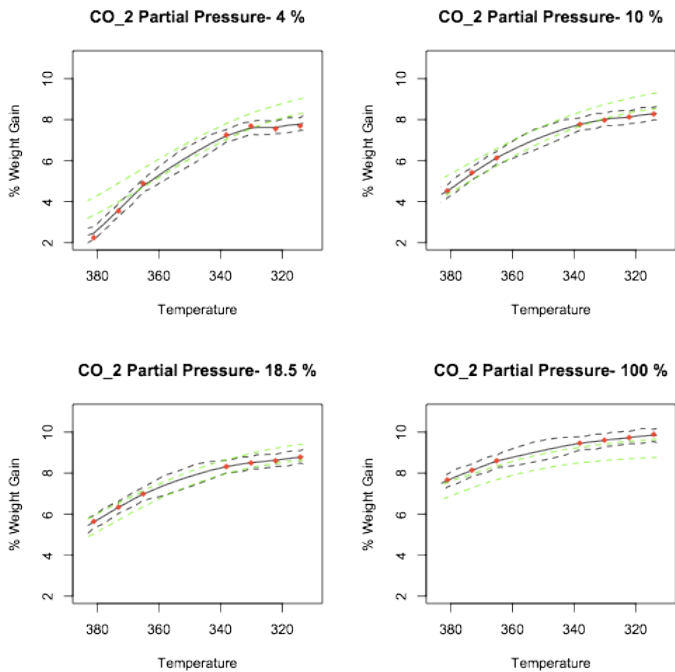 CO_2 Partial Pressure- 4 %
% Weight Gain
10
8
6
4
2
380 360 340 320
Temperature
CO_2 Partial Pressure- 10 %
% Weight Gain
10
8
6
4
2
380 360 340 320
Temperature
CO_2 Partial Pressure- 18.5 %
% Weight Gain
10
8
6
4
2
380 360 340 320
Temperature
CO_2 Partial Pressure- 100 %
% Weight Gain
10
8
6
4
2
380 360 340 320
Temperature